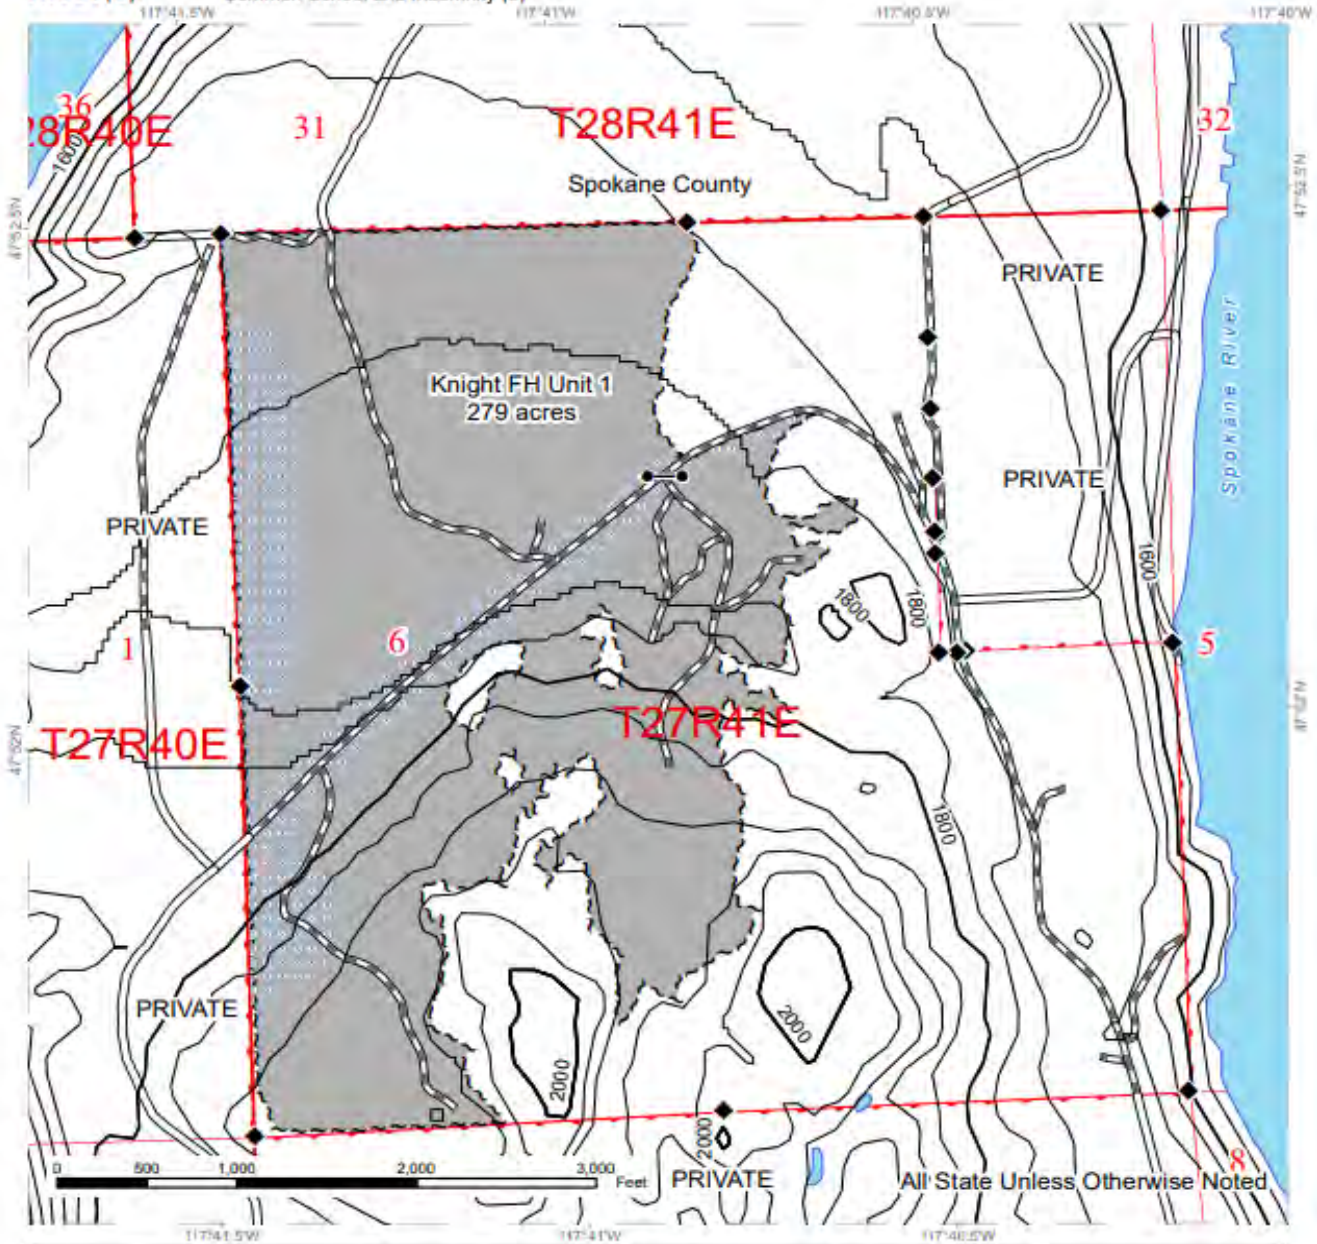 117°41.5'W
117°41'W
117°40.5'W
117°40'W
36
28R40E
1600
31
T28R41E
32
Spokane County
47°52.5'N
47°52.5'N
PRIVATE
Spokane River
Knight FH Unit 1
279 acres
PRIVATE
PRIVATE
1600
1800
1800
1
6
5
T27R40E
T27R41E
47°52'N
47°52'N
1800
PRIVATE
2000
2000
2000
0
500
1,000
2,000
3,000
Feet
PRIVATE
8
All State Unless Otherwise Noted
117°41.5'W
117°41'W